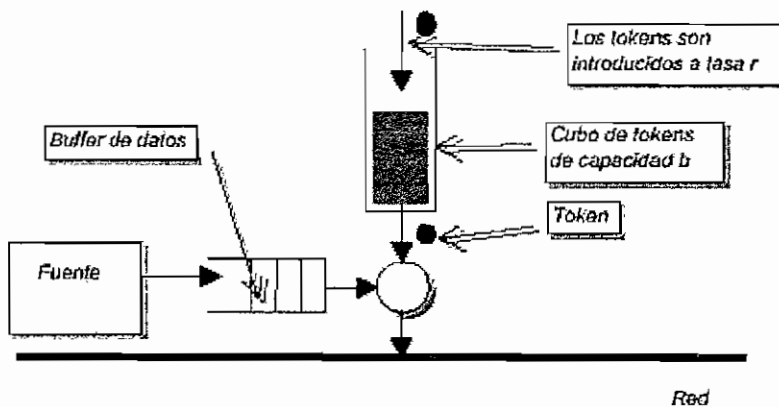 Los tokens son
introducidos a tasa r
Buffer de datos
Cubo de tokens
de capacidad b
Token
Fuente
Red